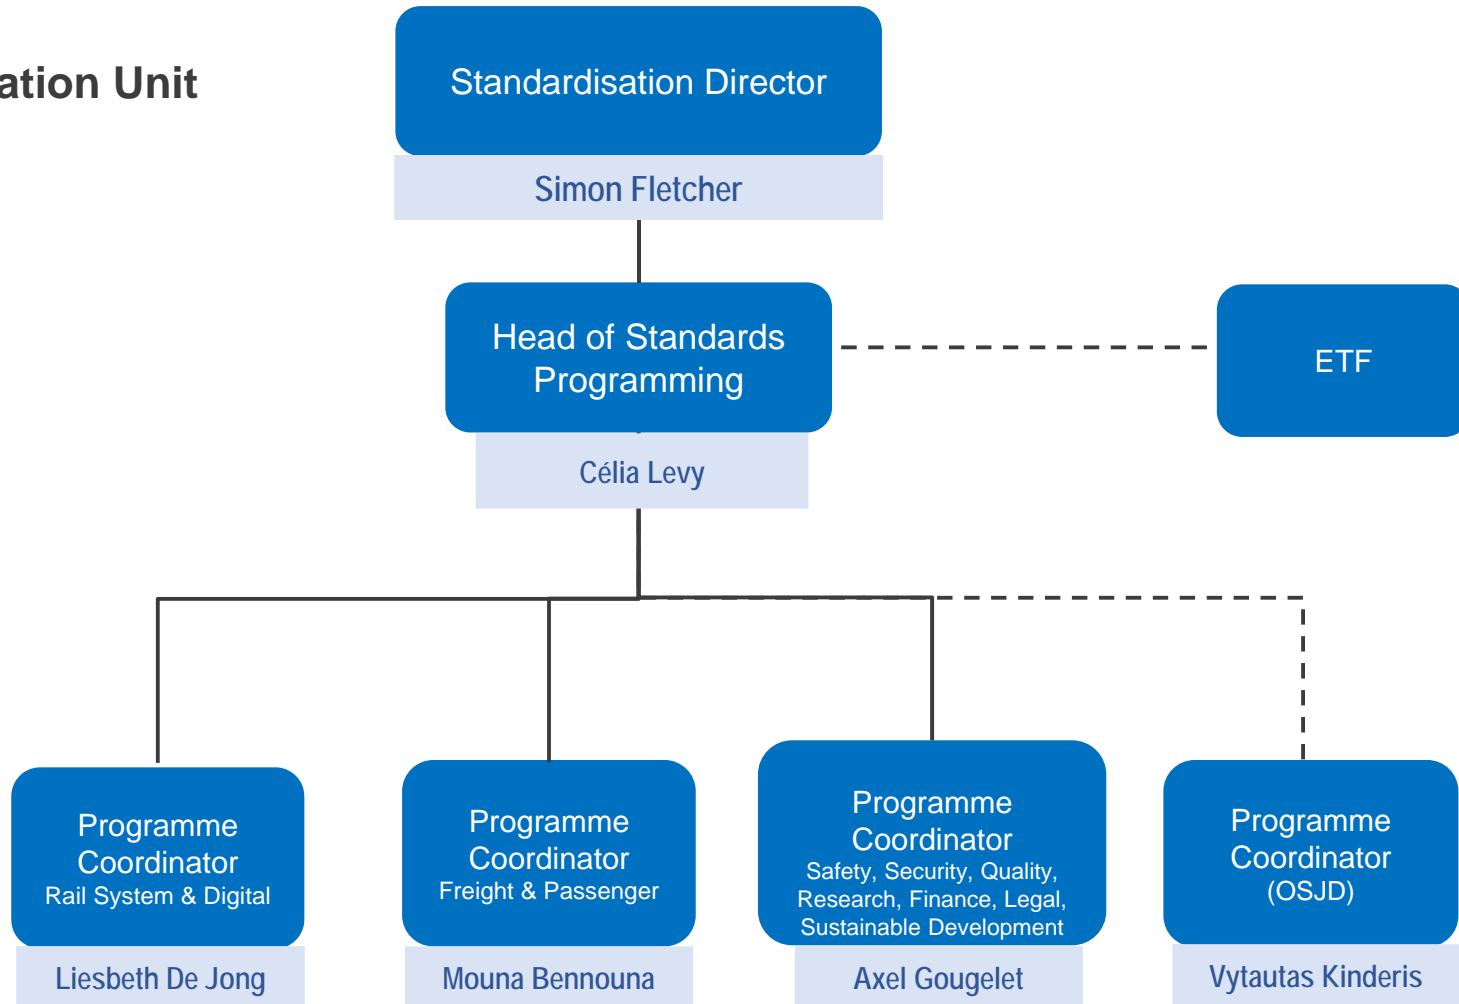 ation Unit
Standardisation Director
Simon Fletcher
Head of Standards
Programming
Célia Levy
ETF
Programme
Coordinator
Rail System & Digital
Liesbeth De Jong
Programme
Coordinator
Freight & Passenger
Mouna Bennouna
Programme
Coordinator
Safety, Security, Quality,
Research, Finance, Legal,
Sustainable Development
Axel Gougelet
Programme
Coordinator
(OSJD)
Vytautas Kinderis